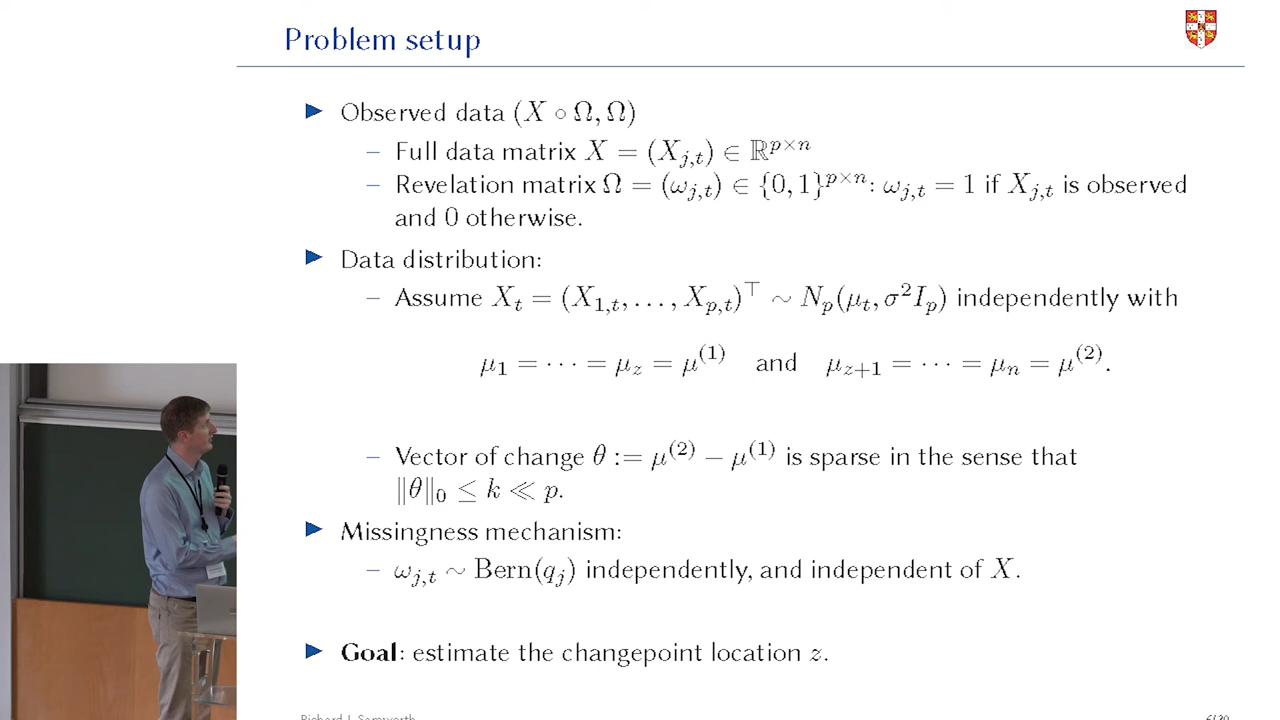 Problem setup
Observed data (X ∘ Ω, Ω)
– Full data matrix X = (X_{j,t}) ∈ ℝ^{p×n}
– Revelation matrix Ω = (ω_{j,t}) ∈ {0, 1}^{p×n}: ω_{j,t} = 1 if X_{j,t} is observed
and 0 otherwise.
Data distribution:
– Assume X_t = (X_{1,t}, . . . , X_{p,t})^⊤ ∼ N_p(μ_t, σ²I_p) independently with
μ_1 = · · · = μ_z = μ^{(1)} and μ_{z+1} = · · · = μ_n = μ^{(2)}.
– Vector of change θ := μ^{(2)} − μ^{(1)} is sparse in the sense that
‖θ‖_0 ≤ k ≪ p.
Missingness mechanism:
– ω_{j,t} ∼ Bern(q_j) independently, and independent of X.
Goal: estimate the changepoint location z.
Richard J. Samworth
6/30